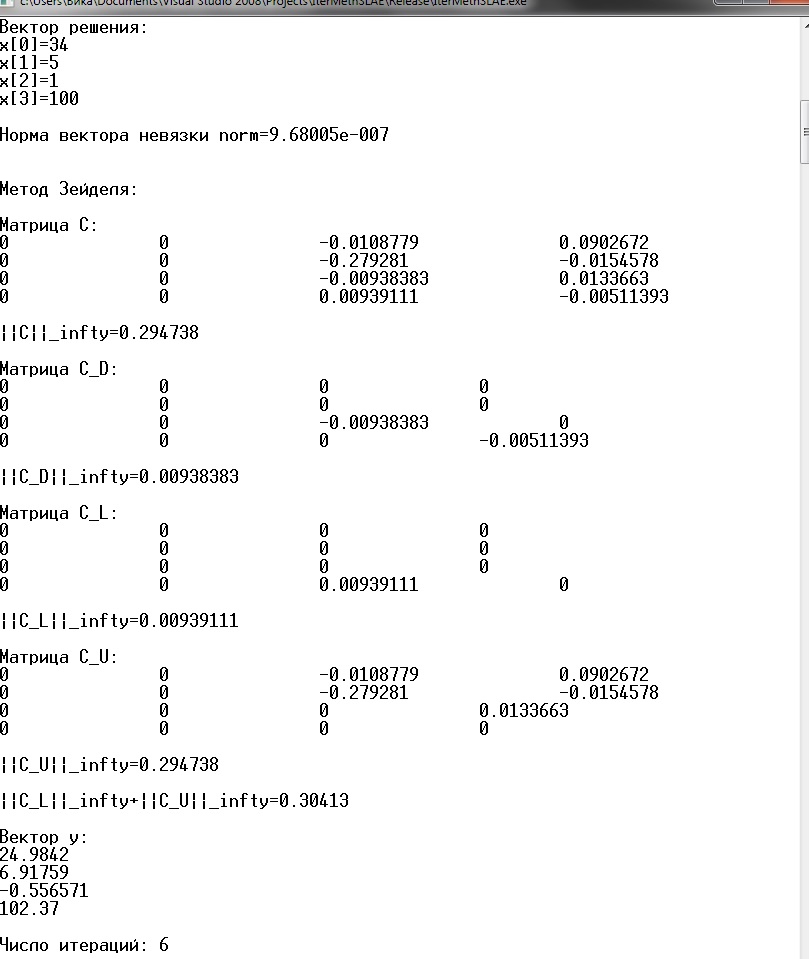 c:\Users\Вика\Documents\Visual Studio 2008\Projects\IterMethSLAE\Release\IterMethSLAE.exe
Вектор решения:
x[0]=34
x[1]=5
x[2]=1
x[3]=100
Норма вектора невязки norm=9.68005e-007
Метод Зейделя:
Матрица C:
0 0 -0.0108779 0.0902672
0 0 -0.279281 -0.0154578
0 0 -0.00938383 0.0133663
0 0 0.00939111 -0.00511393
||C||_infty=0.294738
Матрица C_D:
0 0 0 0
0 0 0 0
0 0 -0.00938383 0
0 0 0 -0.00511393
||C_D||_infty=0.00938383
Матрица C_L:
0 0 0 0
0 0 0 0
0 0 0 0
0 0 0.00939111 0
||C_L||_infty=0.00939111
Матрица C_U:
0 0 -0.0108779 0.0902672
0 0 -0.279281 -0.0154578
0 0 0 0.0133663
0 0 0 0
||C_U||_infty=0.294738
||C_L||_infty+||C_U||_infty=0.30413
Вектор y:
24.9842
6.91759
-0.556571
102.37
Число итераций: 6